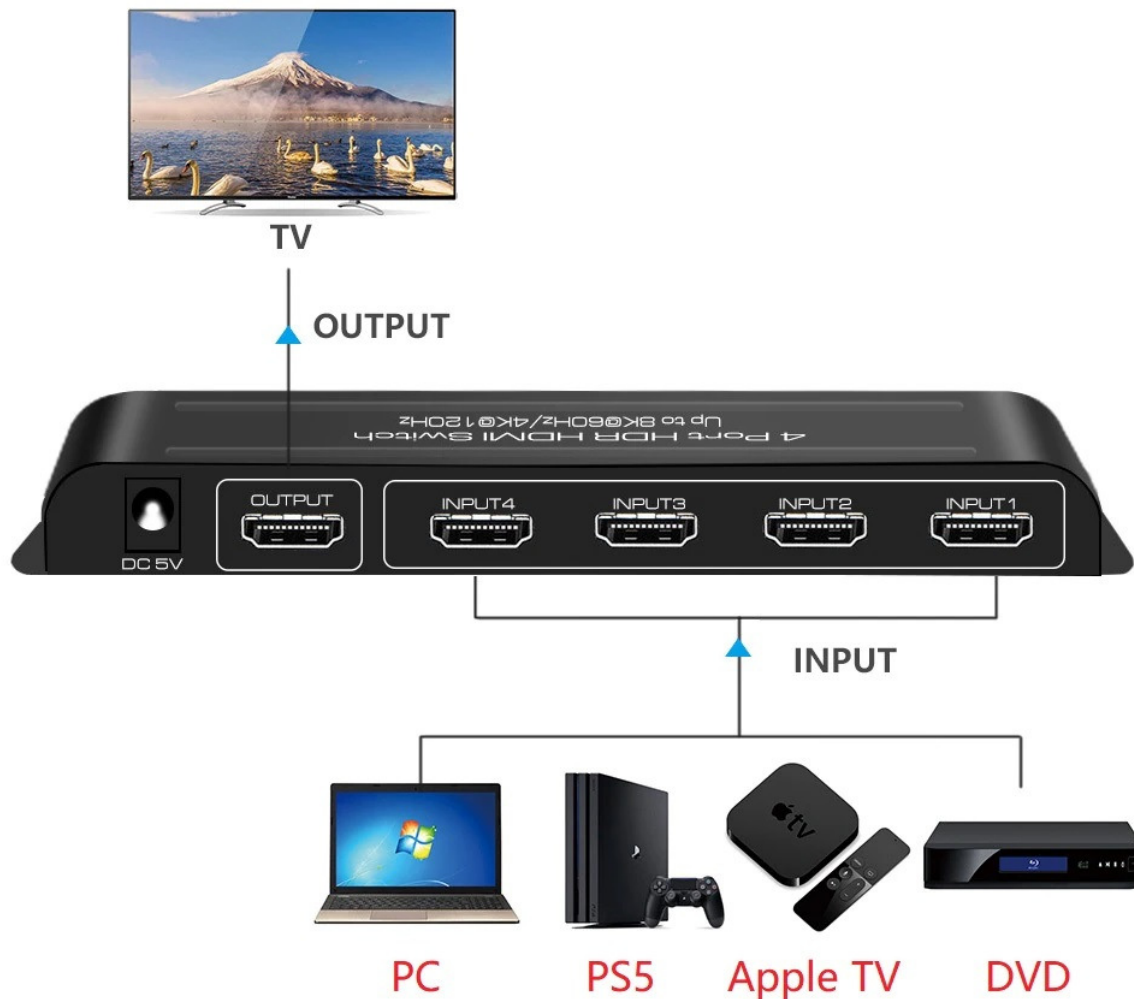 TV
OUTPUT
4 Port HDR HDMI Switch
Up to 8K@60Hz/4K@120Hz
OUTPUT
INPUT4
INPUT3
INPUT2
INPUT1
DC 5V
INPUT
tv
PC
PS5
Apple TV
DVD